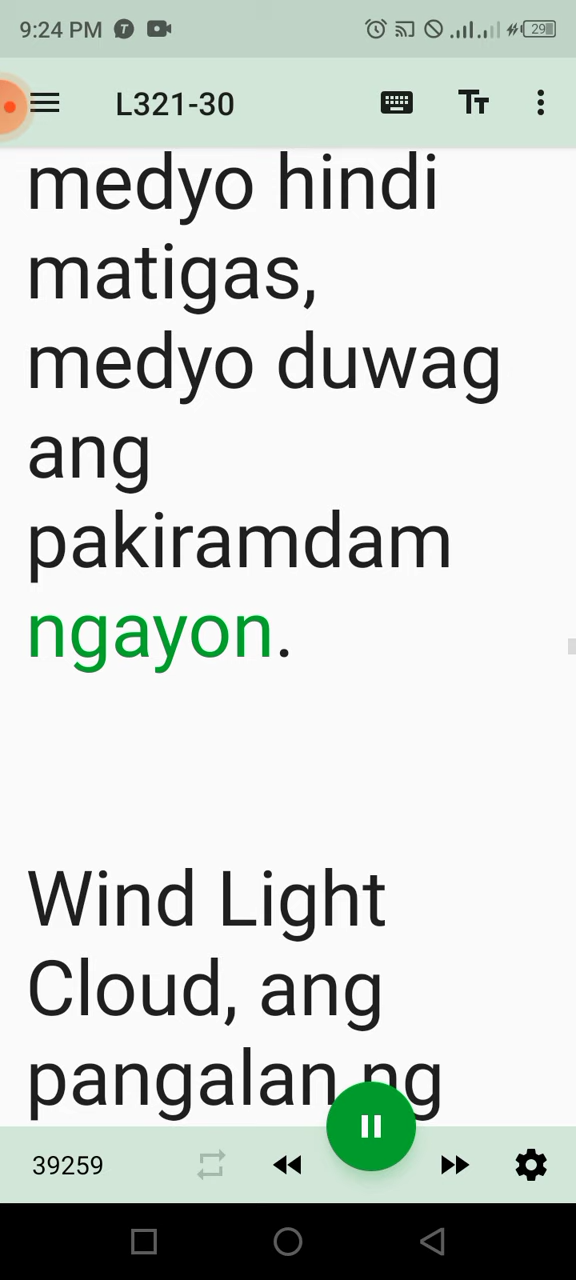 9:24 PM
29
L321-30
medyo hindi
matigas,
medyo duwag
ang
pakiramdam
ngayon.
Wind Light
Cloud, ang
pangalan ng
39259